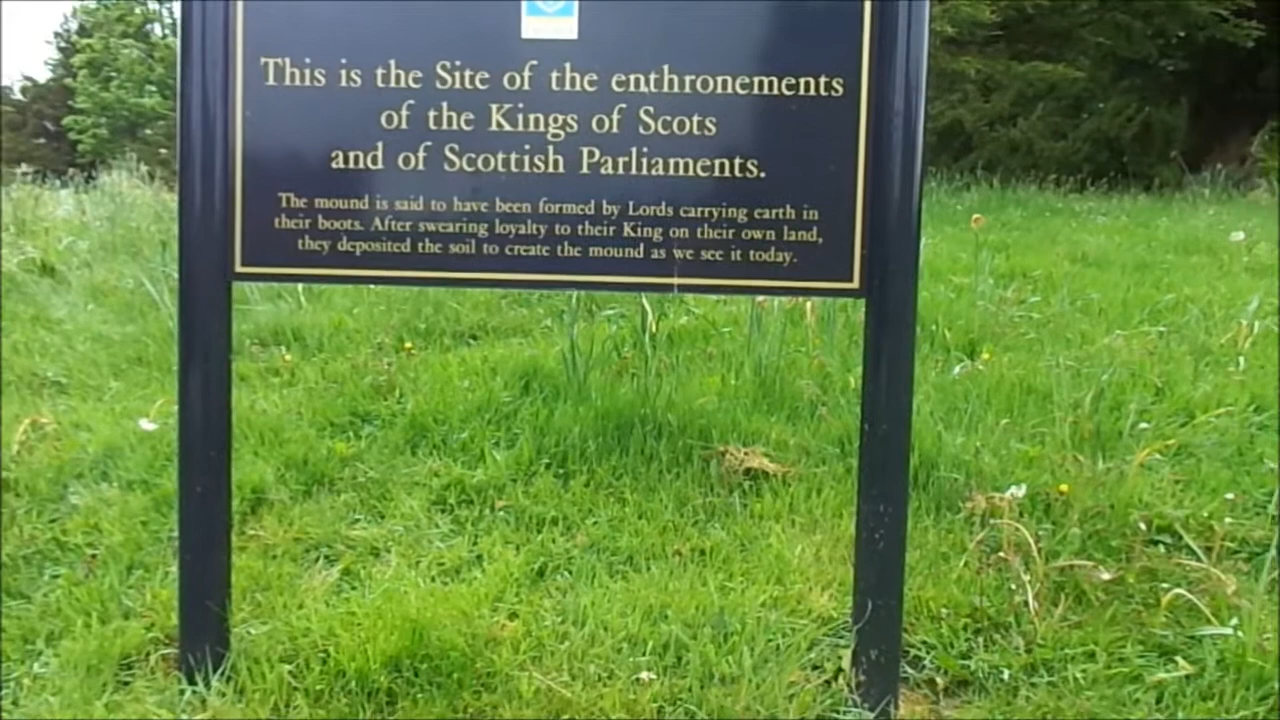 This is the Site of the enthronements
of the Kings of Scots
and of Scottish Parliaments.
The mound is said to have been formed by Lords carrying earth in
their boots. After swearing loyalty to their King on their own land,
they deposited the soil to create the mound as we see it today.